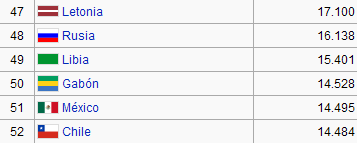 47 Letonia 17.100
48 Rusia 16.138
49 Libia 15.401
50 Gabón 14.528
51 México 14.495
52 Chile 14.484